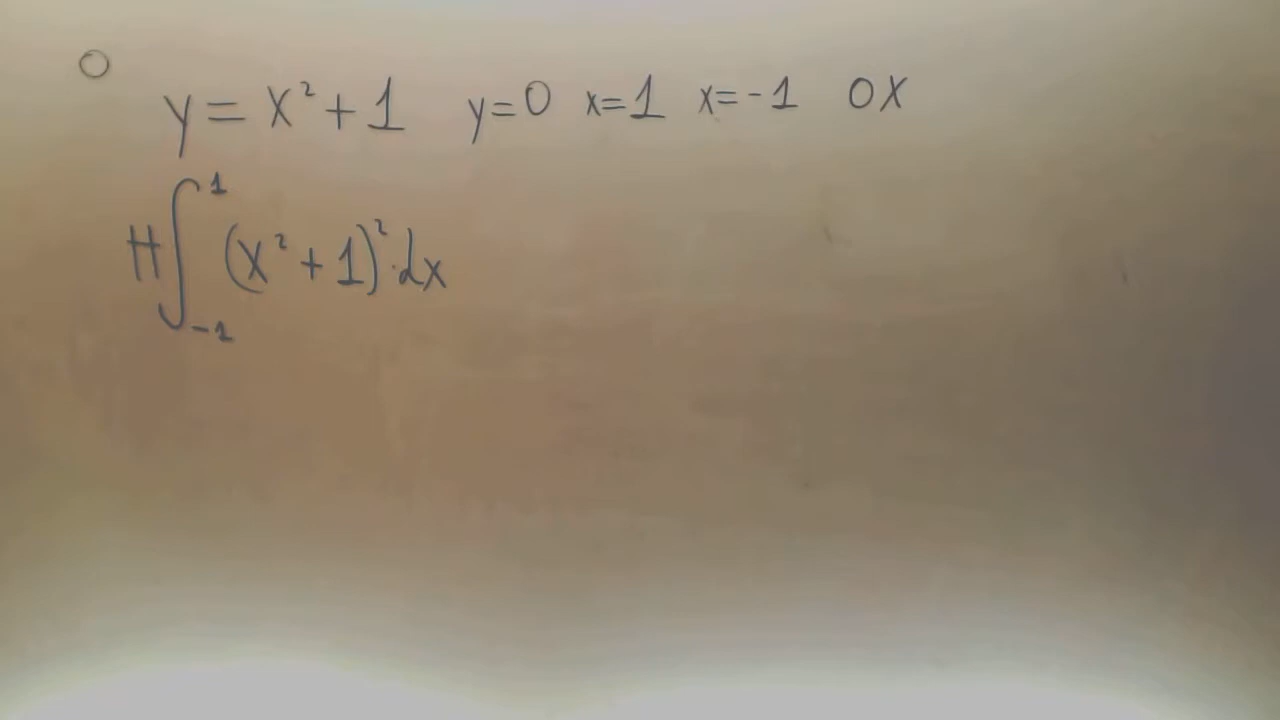 y = x² + 1 y=0 x=1 x=-1 OX
π∫₋₁¹ (x² + 1)² · dx